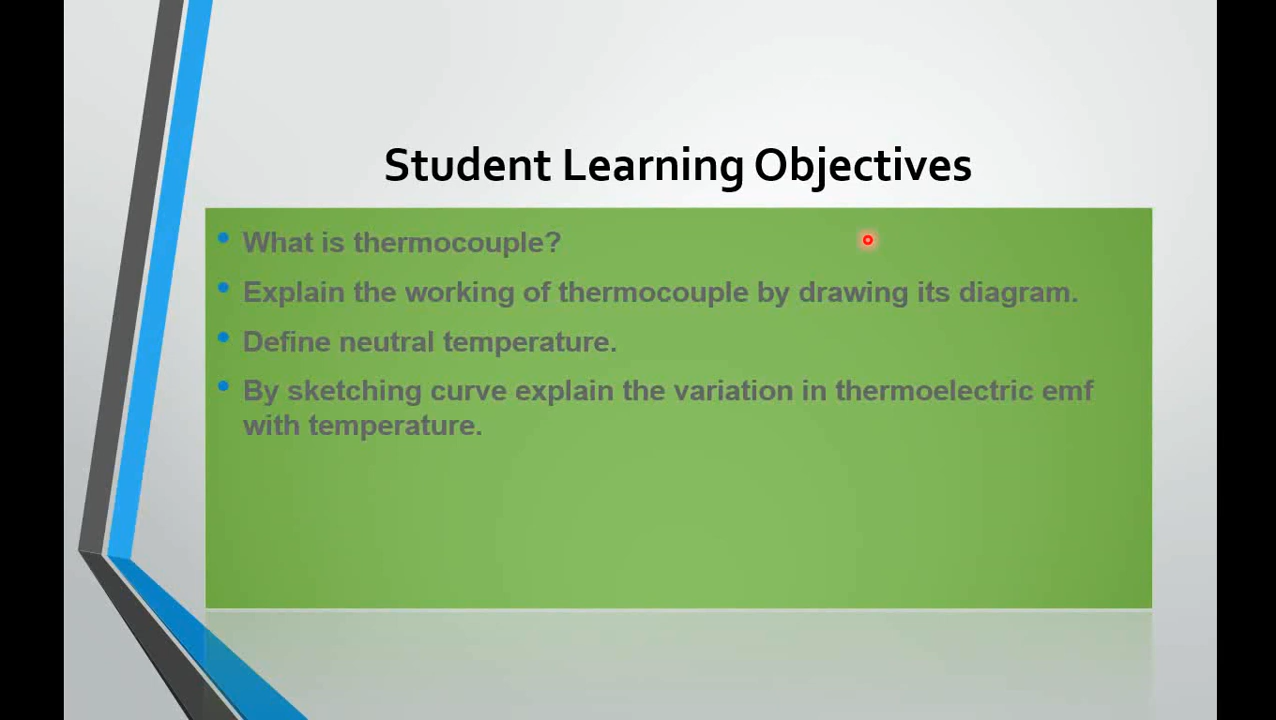 Student Learning Objectives
• What is thermocouple?
• Explain the working of thermocouple by drawing its diagram.
• Define neutral temperature.
• By sketching curve explain the variation in thermoelectric emf
with temperature.